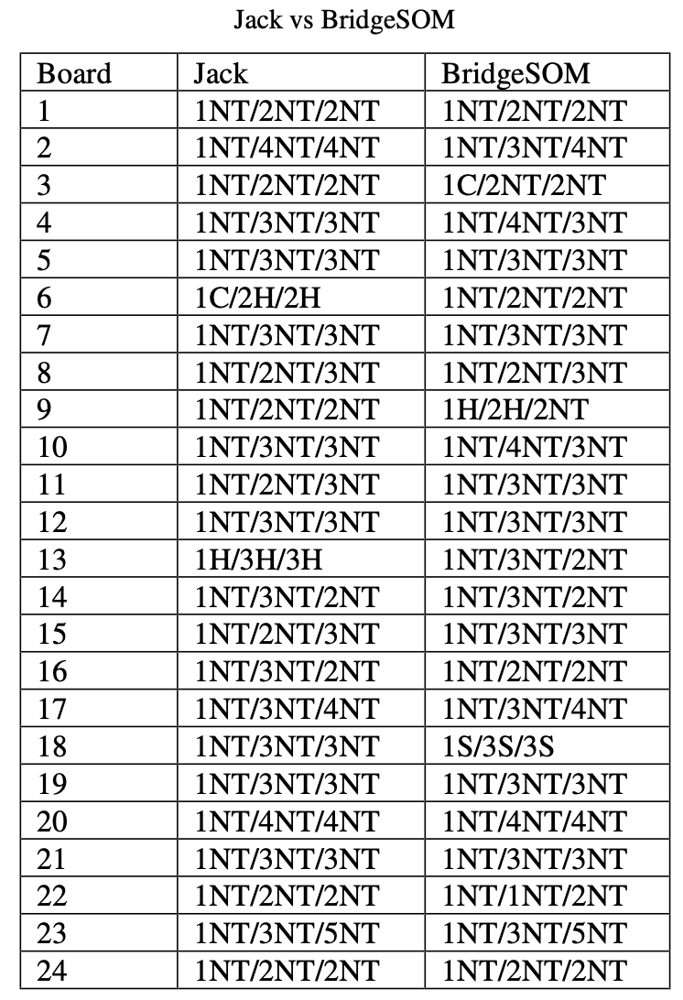 Jack vs BridgeSOM
Board Jack BridgeSOM
1 1NT/2NT/2NT 1NT/2NT/2NT
2 1NT/4NT/4NT 1NT/3NT/4NT
3 1NT/2NT/2NT 1C/2NT/2NT
4 1NT/3NT/3NT 1NT/4NT/3NT
5 1NT/3NT/3NT 1NT/3NT/3NT
6 1C/2H/2H 1NT/2NT/2NT
7 1NT/3NT/3NT 1NT/3NT/3NT
8 1NT/2NT/3NT 1NT/2NT/3NT
9 1NT/2NT/2NT 1H/2H/2NT
10 1NT/3NT/3NT 1NT/4NT/3NT
11 1NT/2NT/3NT 1NT/3NT/3NT
12 1NT/3NT/3NT 1NT/3NT/3NT
13 1H/3H/3H 1NT/3NT/2NT
14 1NT/3NT/2NT 1NT/3NT/2NT
15 1NT/2NT/3NT 1NT/3NT/3NT
16 1NT/3NT/2NT 1NT/2NT/2NT
17 1NT/3NT/4NT 1NT/3NT/4NT
18 1NT/3NT/3NT 1S/3S/3S
19 1NT/3NT/3NT 1NT/3NT/3NT
20 1NT/4NT/4NT 1NT/4NT/4NT
21 1NT/3NT/3NT 1NT/3NT/3NT
22 1NT/2NT/2NT 1NT/1NT/2NT
23 1NT/3NT/5NT 1NT/3NT/5NT
24 1NT/2NT/2NT 1NT/2NT/2NT